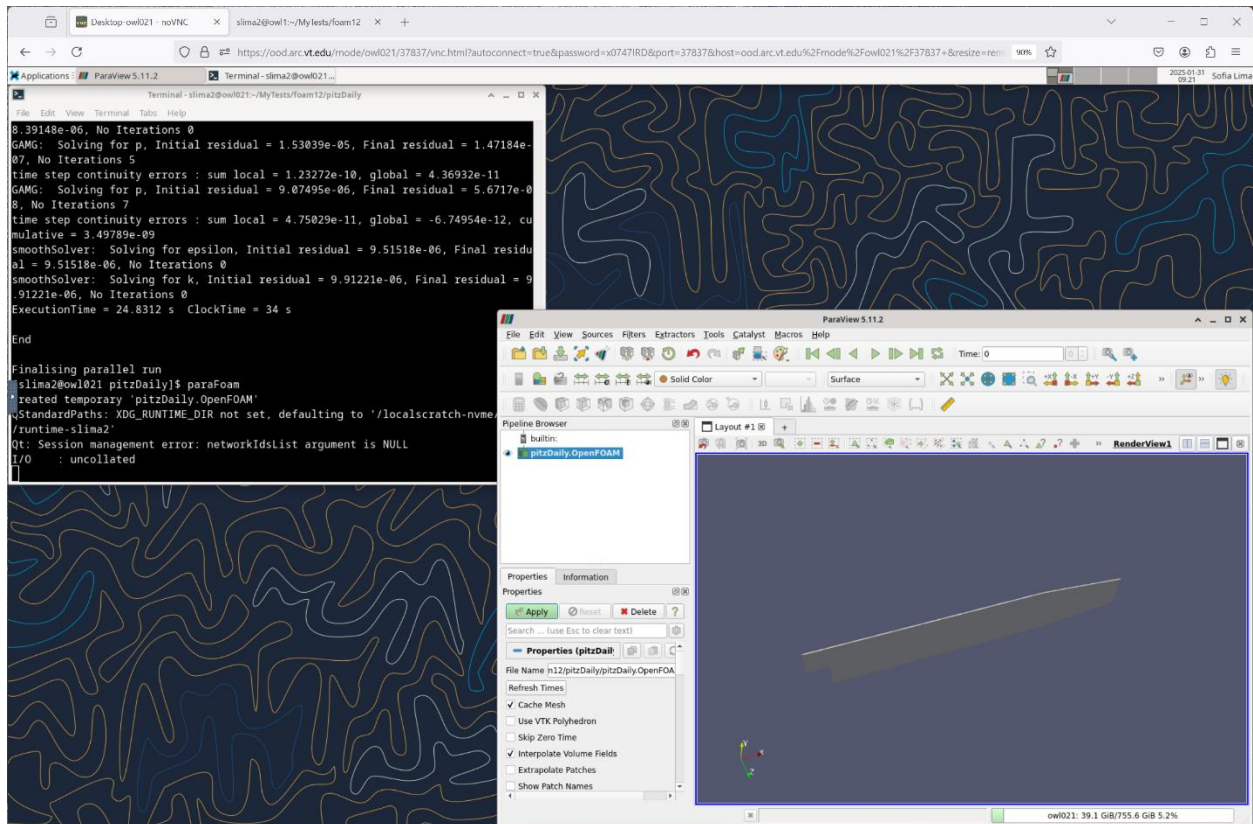 Desktop-owl021 - noVNC
slima2@owl1:~/MyTests/foam12
https://ood.arc.vt.edu/rnode/owl021/37837/vnc.html?autoconnect=true&password=x0747IRD&port=37837&host=ood.arc.vt.edu%2Frnode%2Fowl021%2F37837+&resize=rem 90%
Applications ParaView 5.11.2 Terminal - slima2@owl021... 2025-01-31 09:21 Sofia Lima
Terminal - slima2@owl021:~/MyTests/foam12/pitzDaily
File Edit View Terminal Tabs Help
8.39148e-06, No Iterations 0
GAMG: Solving for p, Initial residual = 1.53039e-05, Final residual = 1.47184e-
07, No Iterations 5
time step continuity errors : sum local = 1.23272e-10, global = 4.36932e-11
GAMG: Solving for p, Initial residual = 9.07495e-06, Final residual = 5.6717e-0
8, No Iterations 7
time step continuity errors : sum local = 4.75029e-11, global = -6.74954e-12, cu
mulative = 3.49789e-09
smoothSolver: Solving for epsilon, Initial residual = 9.51518e-06, Final residu
al = 9.51518e-06, No Iterations 0
smoothSolver: Solving for k, Initial residual = 9.91221e-06, Final residual = 9
.91221e-06, No Iterations 0
ExecutionTime = 24.8312 s ClockTime = 34 s
End
Finalising parallel run
[slima2@owl021 pitzDaily]$ paraFoam
created temporary 'pitzDaily.OpenFOAM'
QStandardPaths: XDG_RUNTIME_DIR not set, defaulting to '/localscratch-nvme/
/runtime-slima2'
Qt: Session management error: networkIdsList argument is NULL
I/O : uncollated
ParaView 5.11.2
File Edit View Sources Filters Extractors Tools Catalyst Macros Help
Time: 0
Solid Color Surface
Pipeline Browser
builtin:
pitzDaily.OpenFOAM
Layout #1
3D
RenderView1
Properties Information
Properties
Apply Reset Delete ?
Search ... (use Esc to clear text)
Properties (pitzDail
File Name n12/pitzDaily/pitzDaily.OpenFOA
Refresh Times
Cache Mesh
Use VTK Polyhedron
Skip Zero Time
Interpolate Volume Fields
Extrapolate Patches
Show Patch Names
Y
X
Z
owl021: 39.1 GiB/755.6 GiB 5.2%